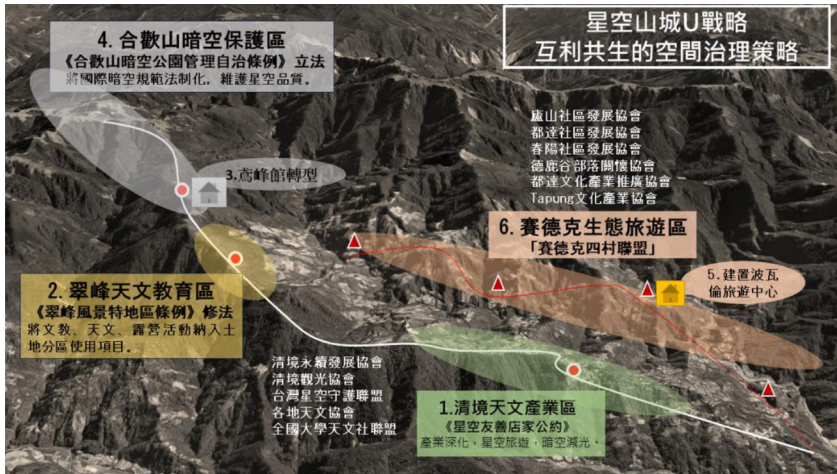 星空山城U戰略
互利共生的空間治理策略
4. 合歡山暗空保護區
《合歡山暗空公園管理自治條例》立法
將國際暗空規範法制化，維護星空品質。
3.鳶峰館轉型
廬山社區發展協會
都達社區發展協會
春陽社區發展協會
德鹿谷部落關懷協會
都達文化產業推廣協會
Tapung文化產業協會
6. 賽德克生態旅遊區
「賽德克四村聯盟」
5.建置波瓦
倫旅遊中心
2. 翠峰天文教育區
《翠峰風景特地區條例》修法
將文教、天文、露營活動納入土
地分區使用項目。
清境永續發展協會
清境觀光協會
台灣星空守護聯盟
各地天文協會
全國大學天文社聯盟
1.清境天文產業區
《星空友善店家公約》
產業深化，星空旅遊，暗空減光。